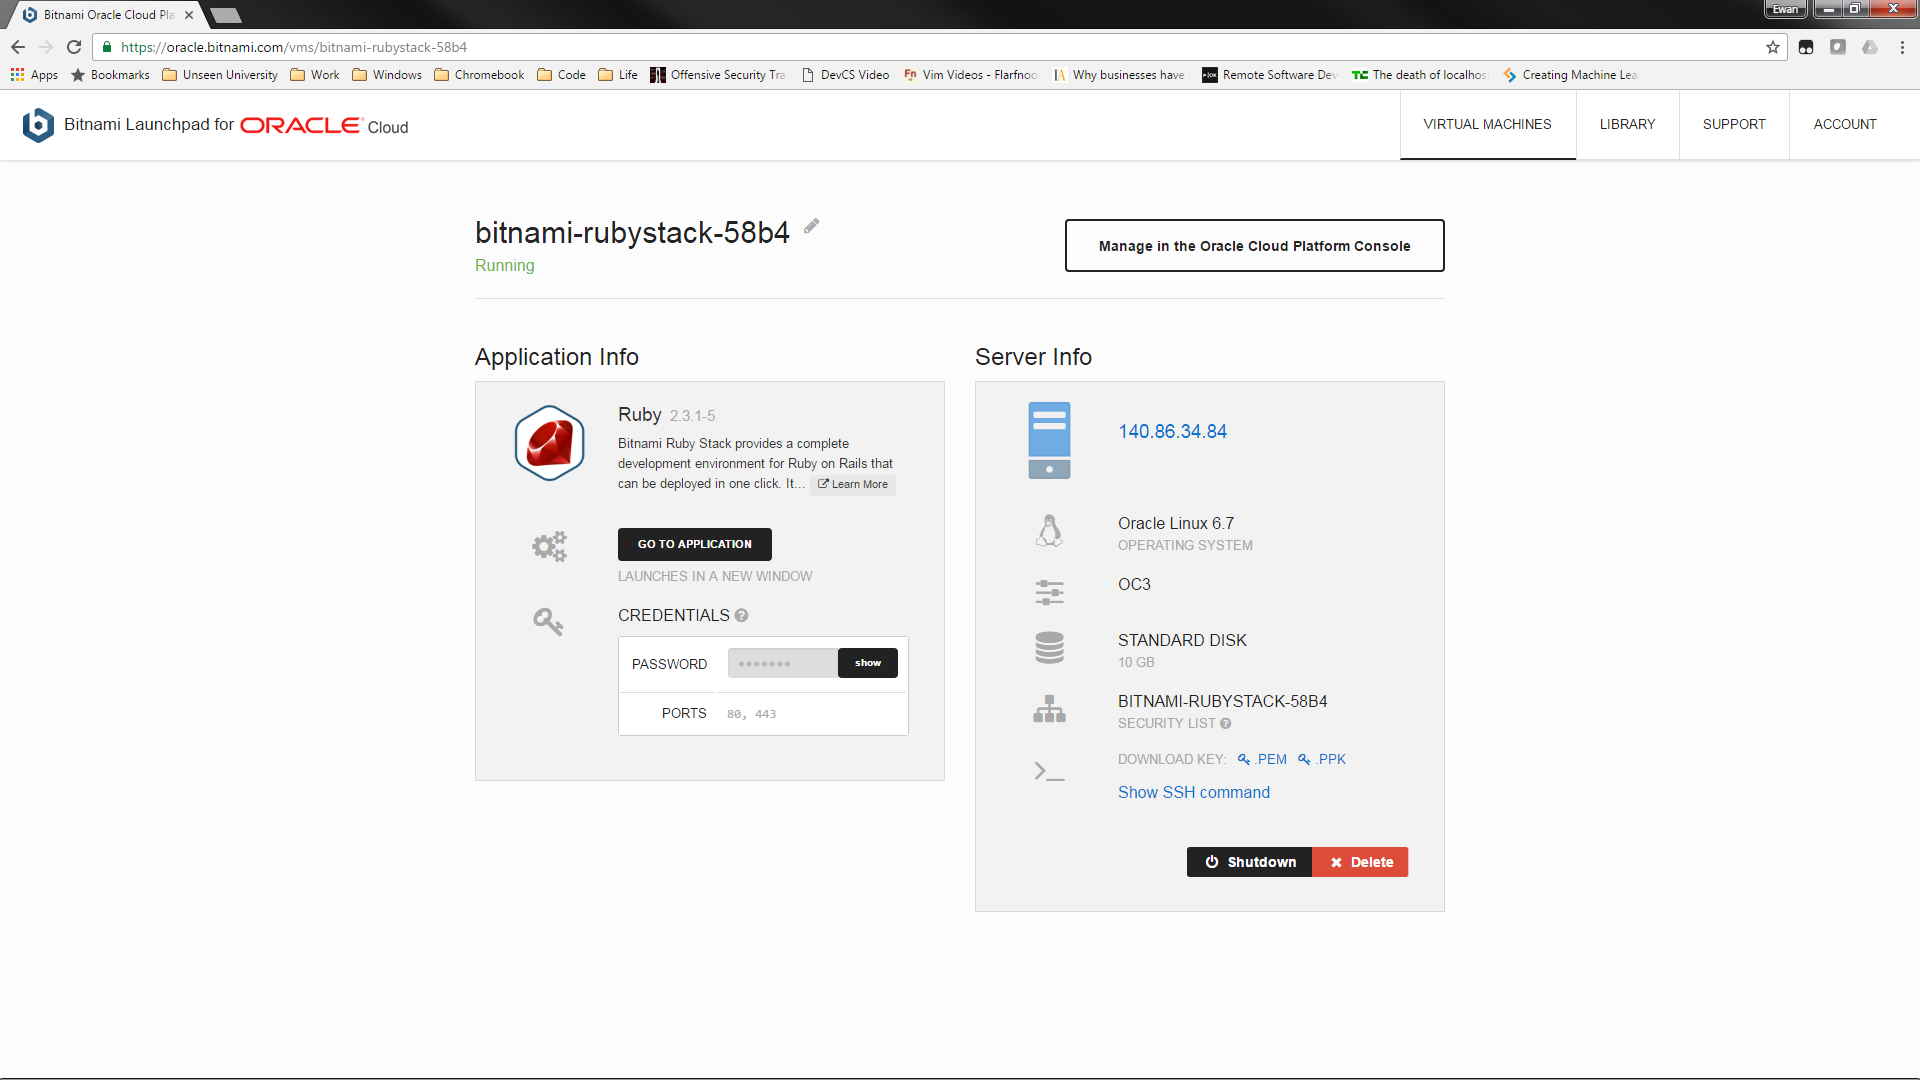 Bitnami Oracle Cloud Pla
Ewan
https://oracle.bitnami.com/vms/bitnami-rubystack-58b4
Apps Bookmarks Unseen University Work Windows Chromebook Code Life Offensive Security Tra DevCS Video Vim Videos - Flarfnoo Why businesses have Remote Software Dev The death of localhos Creating Machine Lea
Bitnami Launchpad for ORACLE Cloud
VIRTUAL MACHINES LIBRARY SUPPORT ACCOUNT
bitnami-rubystack-58b4
Running
Manage in the Oracle Cloud Platform Console
Application Info
Ruby 2.3.1-5
Bitnami Ruby Stack provides a complete
development environment for Ruby on Rails that
can be deployed in one click. It... Learn More
GO TO APPLICATION
LAUNCHES IN A NEW WINDOW
CREDENTIALS ?
PASSWORD ******* show
PORTS 80, 443
Server Info
140.86.34.84
Oracle Linux 6.7
OPERATING SYSTEM
OC3
STANDARD DISK
10 GB
BITNAMI-RUBYSTACK-58B4
SECURITY LIST ?
DOWNLOAD KEY: .PEM .PPK
Show SSH command
Shutdown Delete